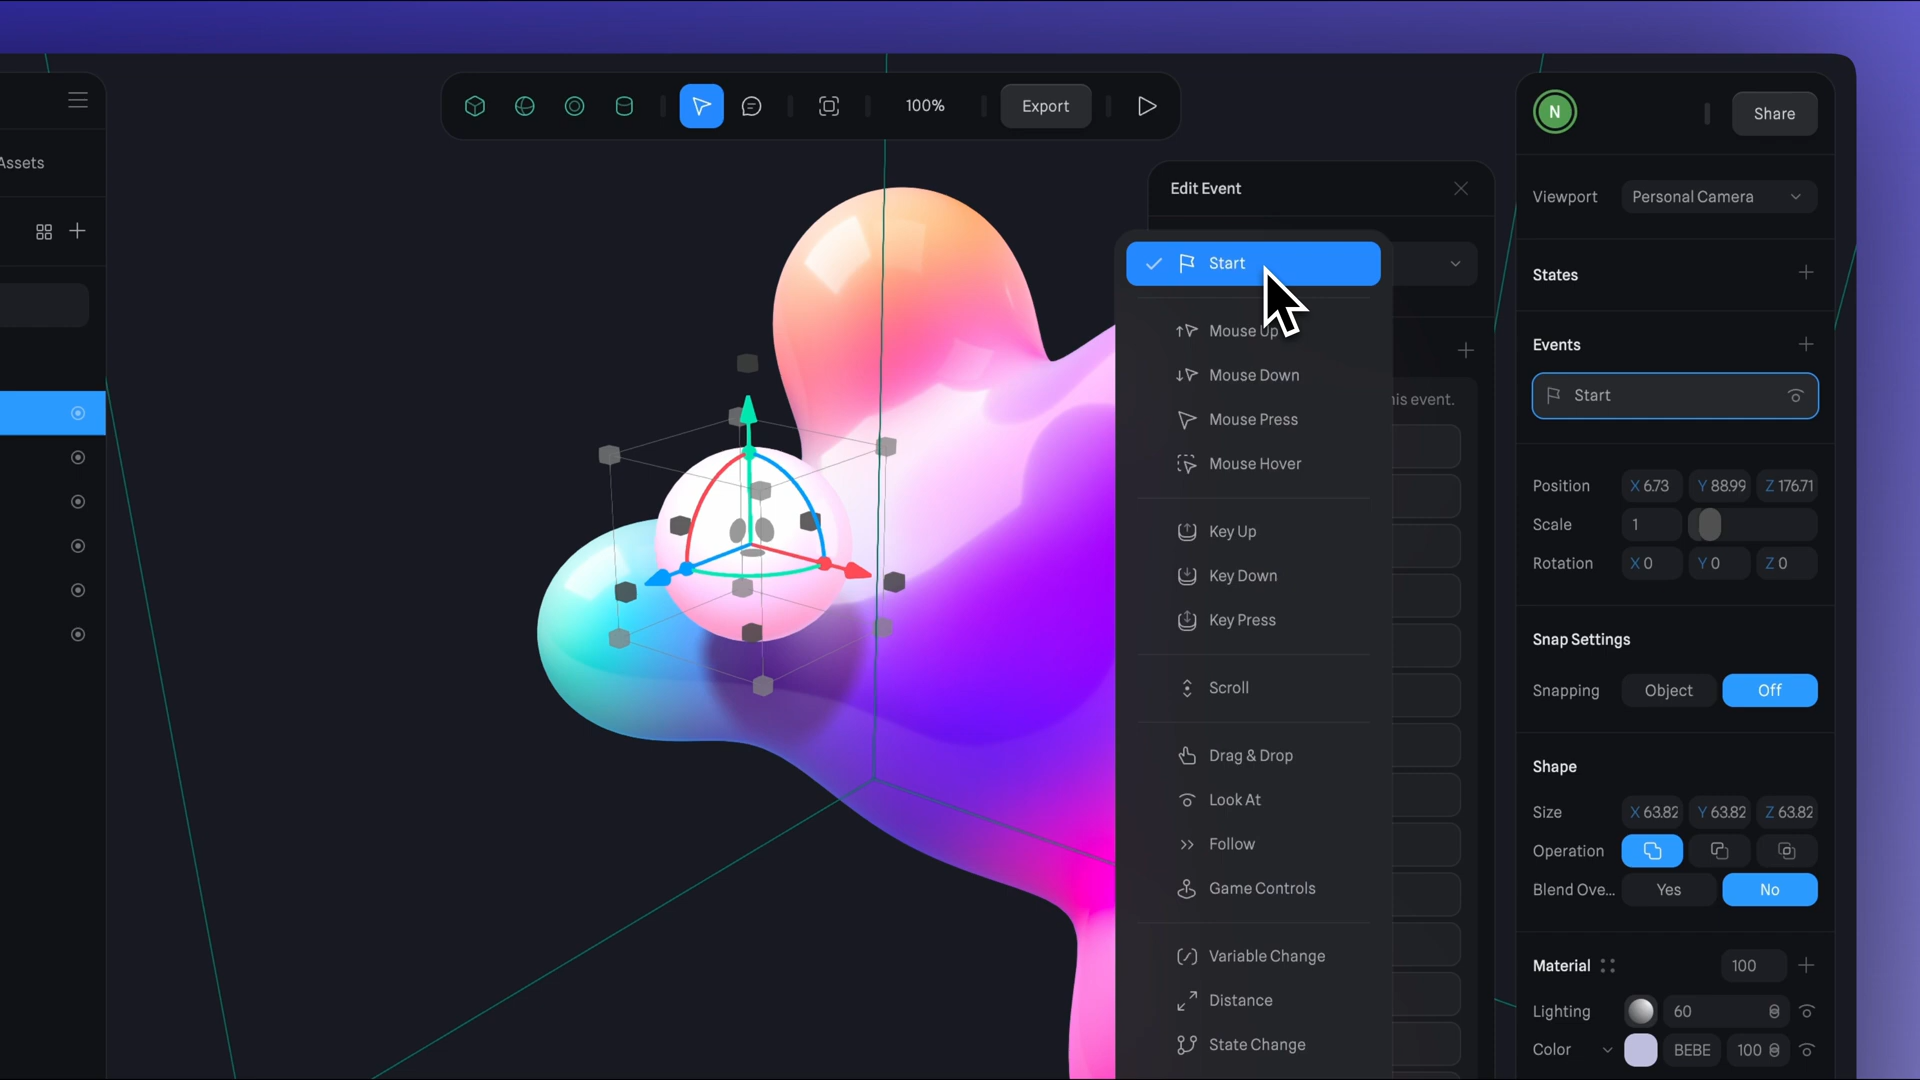 Assets
100%
Export
N
Share
Edit Event
Viewport
Personal Camera
Start
States
Mouse Up
Events
Mouse Down
Start
his event.
Mouse Press
Mouse Hover
Position
X 6.73
Y 88.99
Z 176.71
Scale
1
Key Up
Rotation
X 0
Y 0
Z 0
Key Down
Key Press
Snap Settings
Scroll
Snapping
Object
Off
Drag & Drop
Shape
Look At
Size
X 63.82
Y 63.82
Z 63.82
Follow
Operation
Game Controls
Blend Ove...
Yes
No
Variable Change
Material
100
Distance
Lighting
60
State Change
Color
BEBE
100